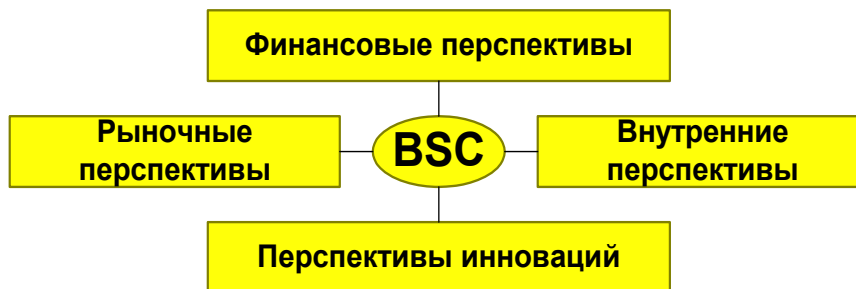 Финансовые перспективы
Рыночные
перспективы
BSC
Внутренние
перспективы
Перспективы инноваций